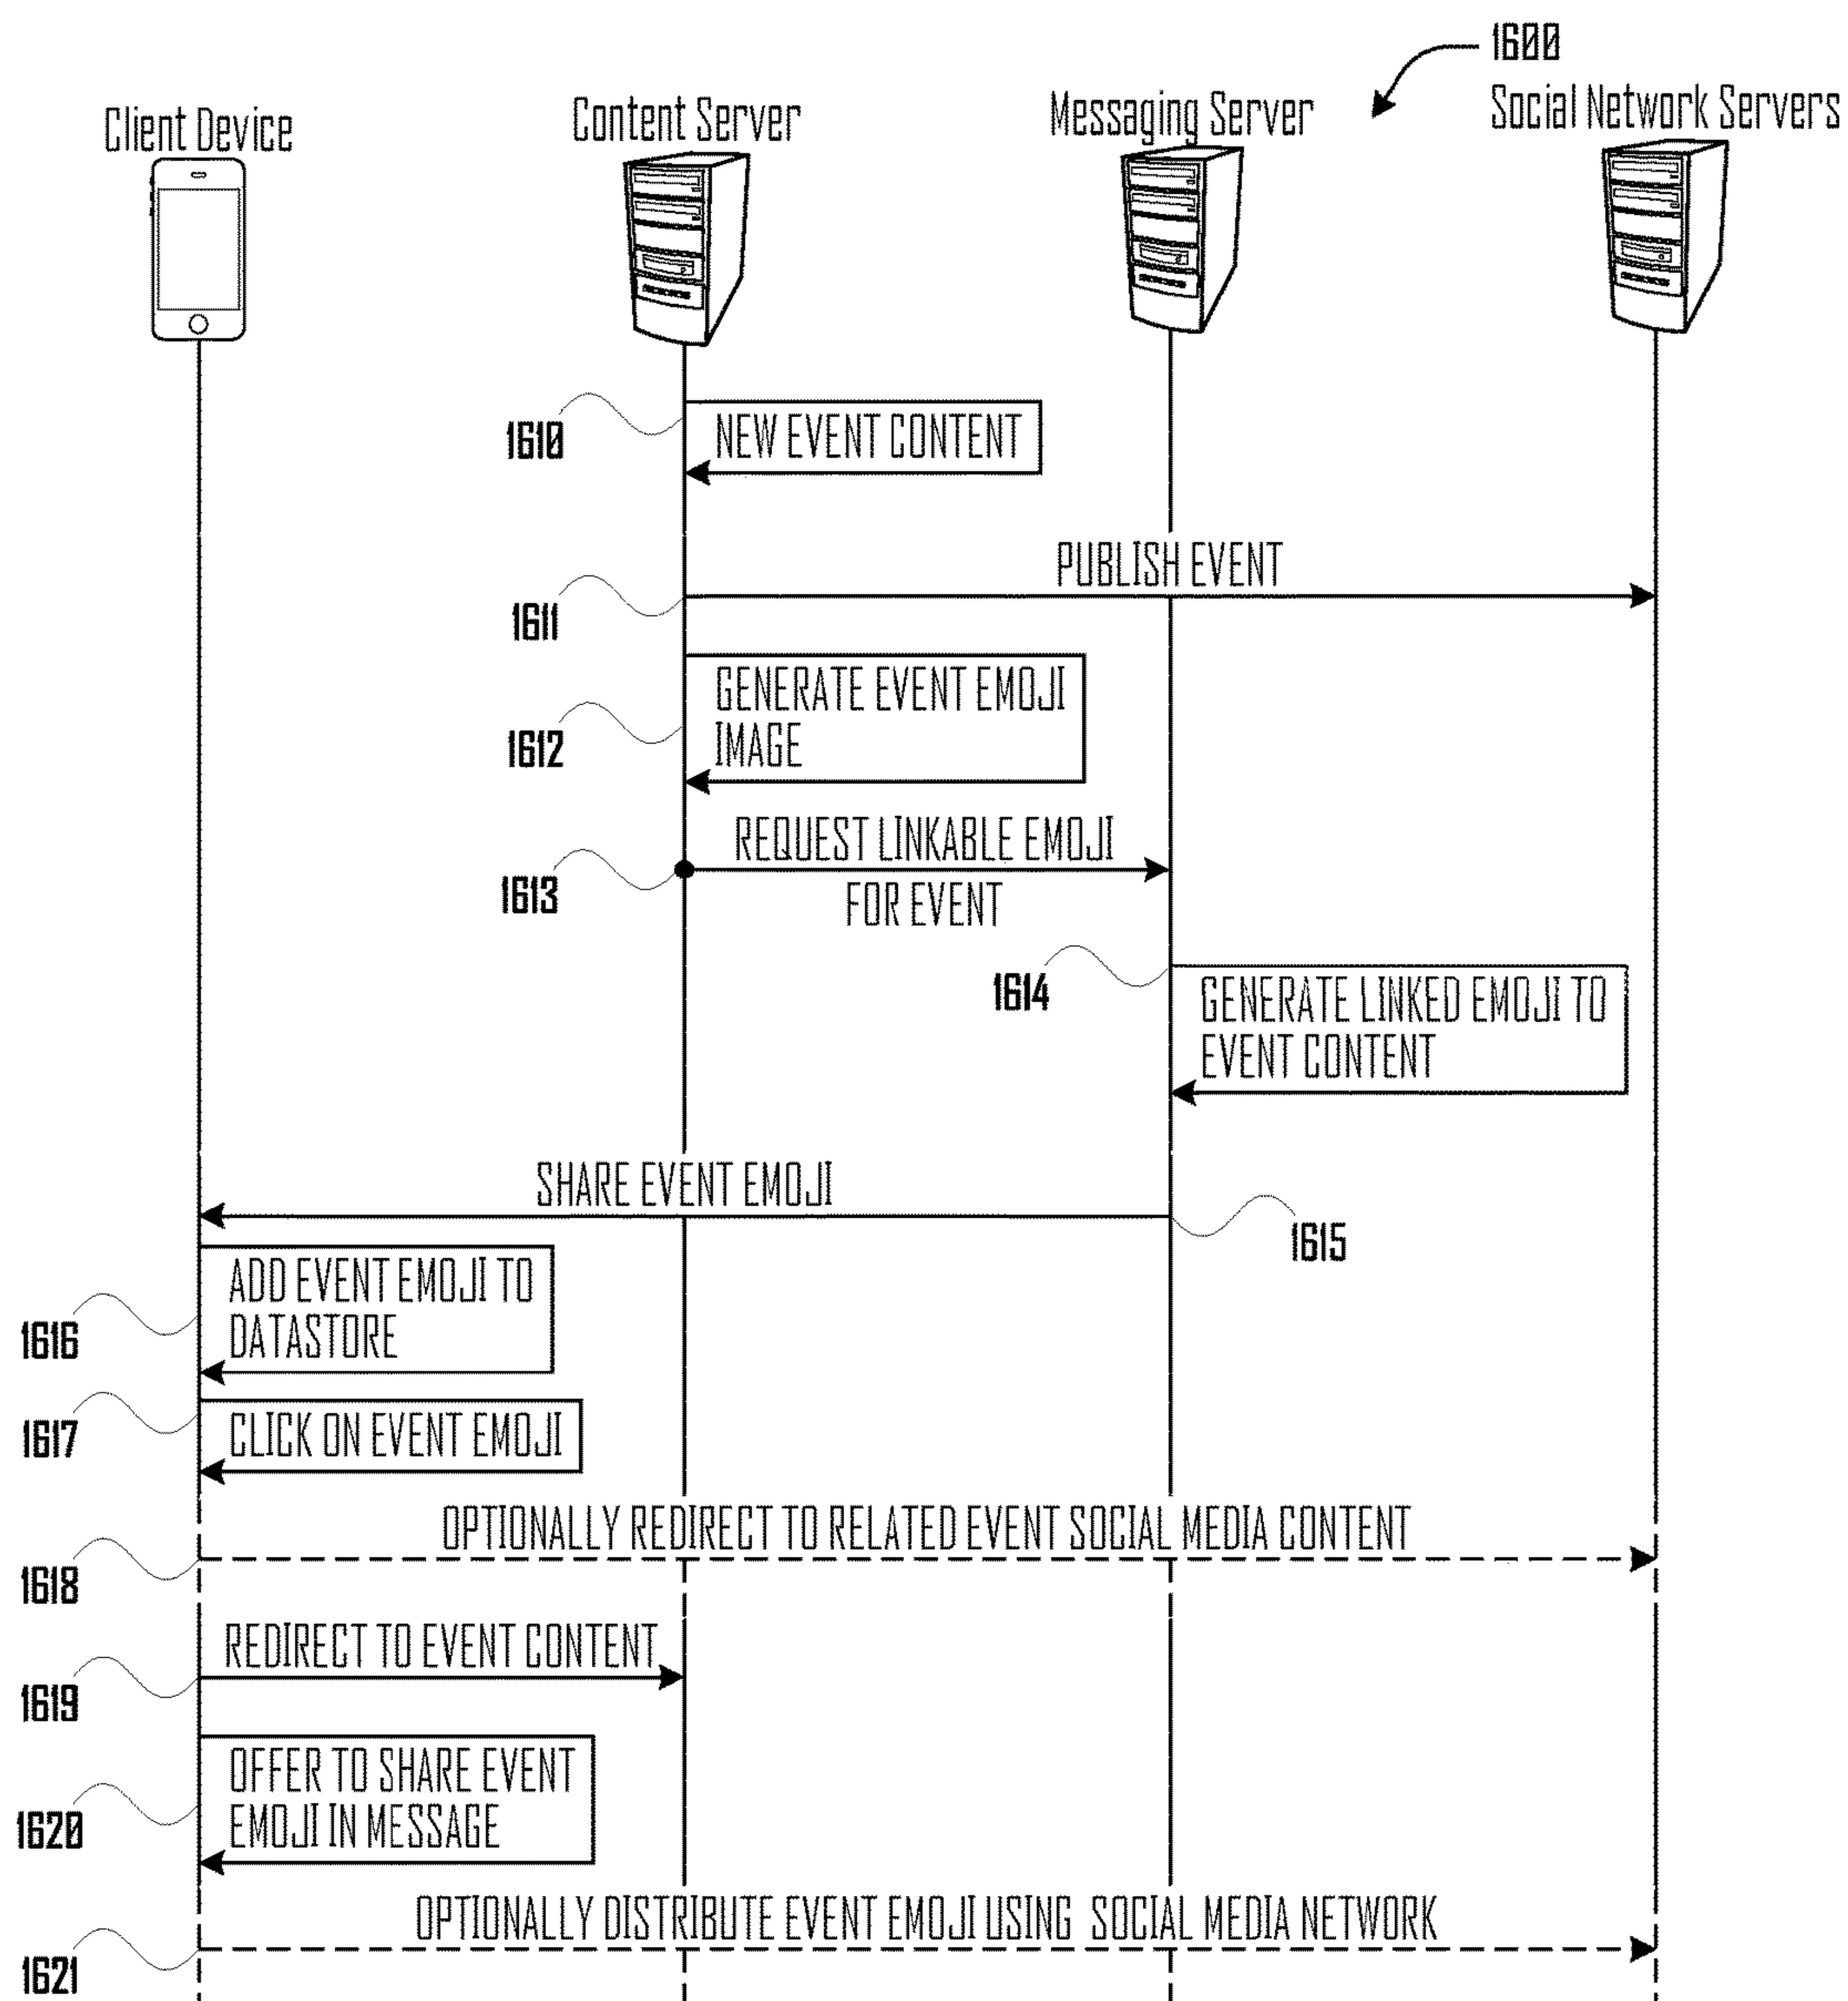 1600
Client Device
Content Server
Messaging Server
Social Network Servers
1610
NEW EVENT CONTENT
PUBLISH EVENT
1611
GENERATE EVENT EMOJI
IMAGE
1612
REQUEST LINKABLE EMOJI
FOR EVENT
1613
1614
GENERATE LINKED EMOJI TO
EVENT CONTENT
SHARE EVENT EMOJI
1615
ADD EVENT EMOJI TO
DATASTORE
1616
1617
CLICK ON EVENT EMOJI
OPTIONALLY REDIRECT TO RELATED EVENT SOCIAL MEDIA CONTENT
1618
REDIRECT TO EVENT CONTENT
1619
OFFER TO SHARE EVENT
EMOJI IN MESSAGE
1620
OPTIONALLY DISTRIBUTE EVENT EMOJI USING SOCIAL MEDIA NETWORK
1621